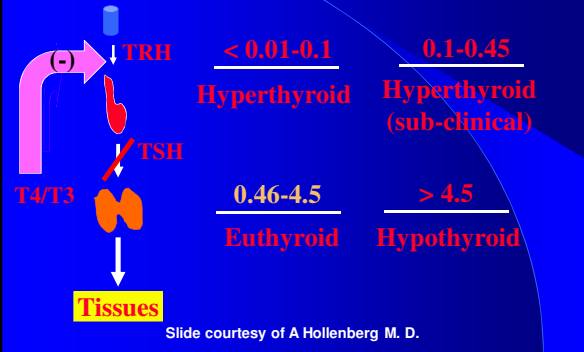 (-)
TRH
TSH
T4/T3
Tissues
< 0.01-0.1
Hyperthyroid
0.1-0.45
Hyperthyroid
(sub-clinical)
0.46-4.5
Euthyroid
> 4.5
Hypothyroid
Slide courtesy of A Hollenberg M. D.